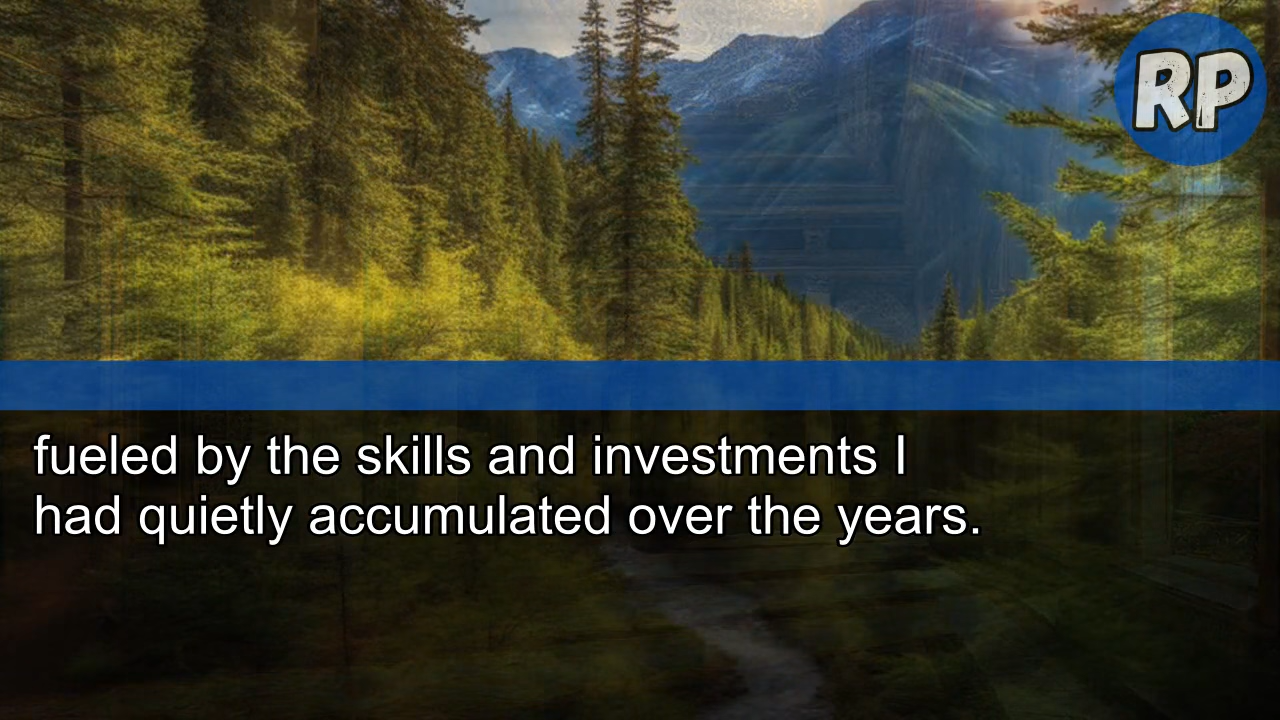 RP
fueled by the skills and investments I
had quietly accumulated over the years.